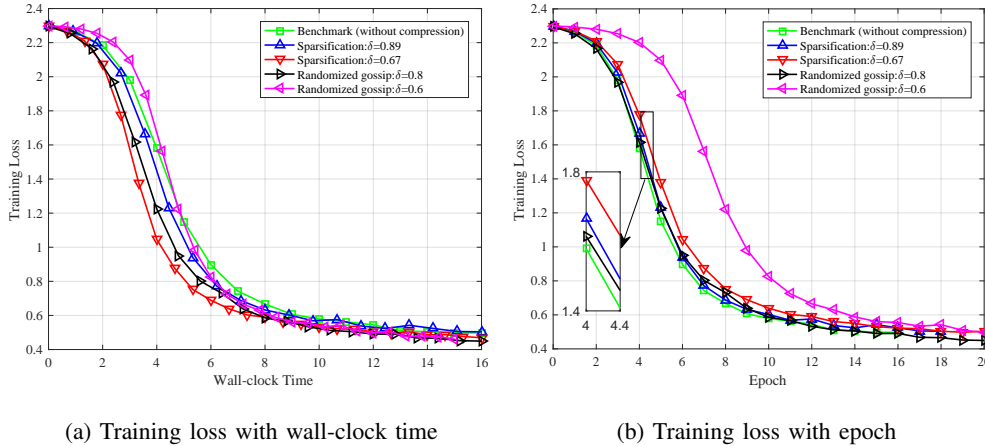 2.4
2.2
2
1.8
1.6
1.4
1.2
1
0.8
0.6
0.4
Training Loss
0 2 4 6 8 10 12 14 16
Wall-clock Time
Benchmark (without compression)
Sparsification:δ=0.89
Sparsification:δ=0.67
Randomized gossip:δ=0.8
Randomized gossip:δ=0.6
(a) Training loss with wall-clock time
2.4
2.2
2
1.8
1.6
1.4
1.2
1
0.8
0.6
0.4
Training Loss
0 2 4 6 8 10 12 14 16 18 20
Epoch
Benchmark (without compression)
Sparsification:δ=0.89
Sparsification:δ=0.67
Randomized gossip:δ=0.8
Randomized gossip:δ=0.6
1.8
1.4
4 4.4
(b) Training loss with epoch